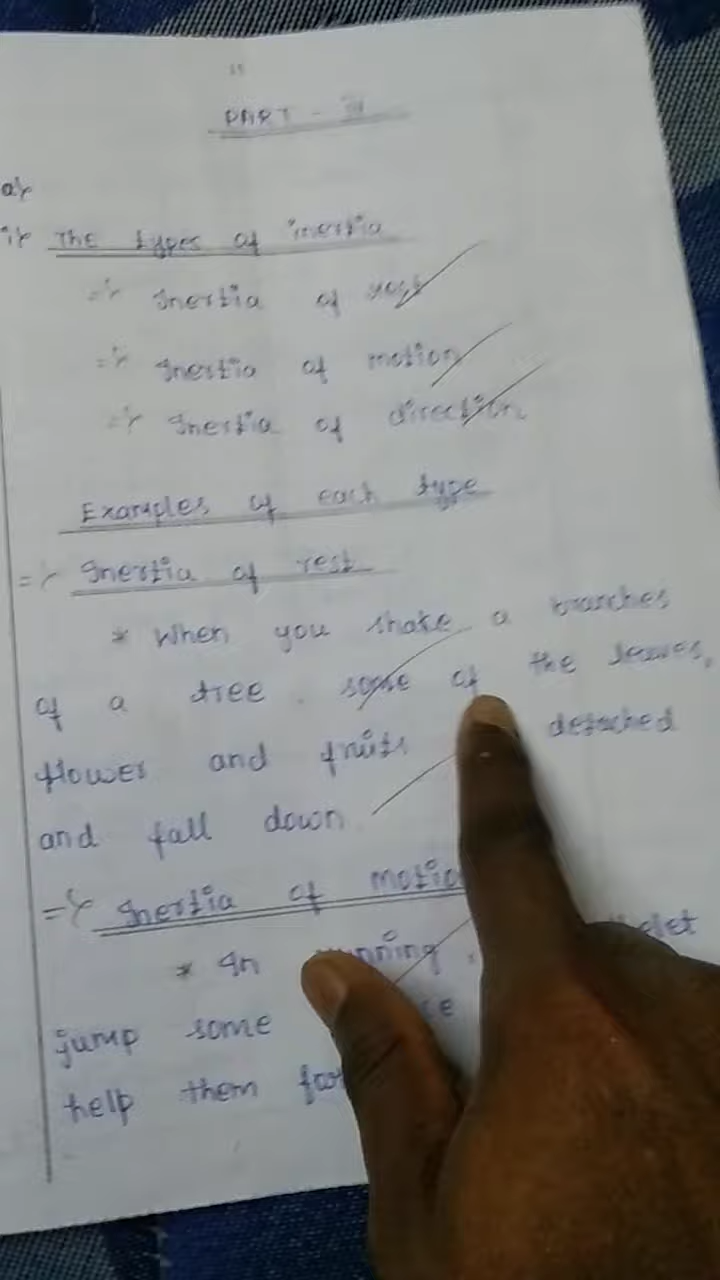 PART - IV
a)
i) The types of inertia
=> Inertia of rest
=> Inertia of motion
=> Inertia of direction
Examples of each type
=> Inertia of rest
* When you shake a branches
of a tree. some of the leaves,
flower and fruits detached
and fall down
=> Inertia of motio
* In
jump some
help them